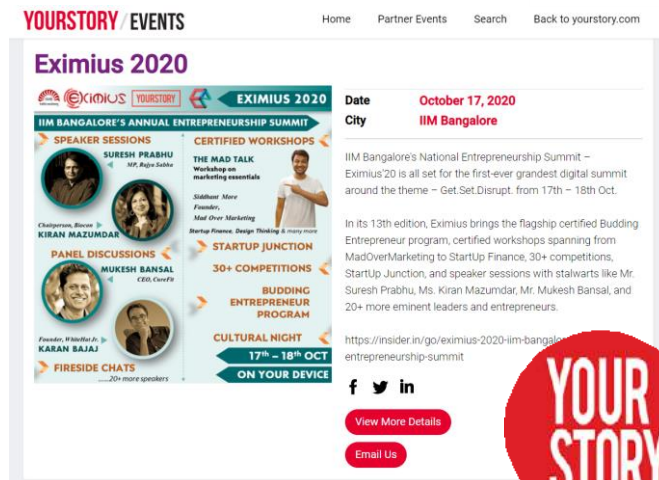 YOURSTORY / EVENTS
Home Partner Events Search Back to yourstory.com
Eximius 2020
EXIMIUS YOURSTORY EXIMIUS 2020
IIM BANGALORE'S ANNUAL ENTREPRENEURSHIP SUMMIT
SPEAKER SESSIONS
SURESH PRABHU
MP, Rajya Sabha
Chairperson, Biocon
KIRAN MAZUMDAR
PANEL DISCUSSIONS
MUKESH BANSAL
CEO, CureFit
Founder, WhiteHat Jr.
KARAN BAJAJ
FIRESIDE CHATS
......20+ more speakers
CERTIFIED WORKSHOPS
THE MAD TALK
Workshop on
marketing essentials
Siddhant More
Founder,
Mad Over Marketing
Startup Finance, Design Thinking & many more
STARTUP JUNCTION
30+ COMPETITIONS
BUDDING
ENTREPRENEUR
PROGRAM
CULTURAL NIGHT
17th – 18th OCT
ON YOUR DEVICE
Date October 17, 2020
City IIM Bangalore
IIM Bangalore's National Entrepreneurship Summit –
Eximius'20 is all set for the first-ever grandest digital summit
around the theme – Get.Set.Disrupt. from 17th – 18th Oct.
In its 13th edition, Eximius brings the flagship certified Budding
Entrepreneur program, certified workshops spanning from
MadOverMarketing to StartUp Finance, 30+ competitions,
StartUp Junction, and speaker sessions with stalwarts like Mr.
Suresh Prabhu, Ms. Kiran Mazumdar, Mr. Mukesh Bansal, and
20+ more eminent leaders and entrepreneurs.
https://insider.in/go/eximius-2020-iim-bangalo
entrepreneurship-summit
View More Details
Email Us
YOUR
STORY